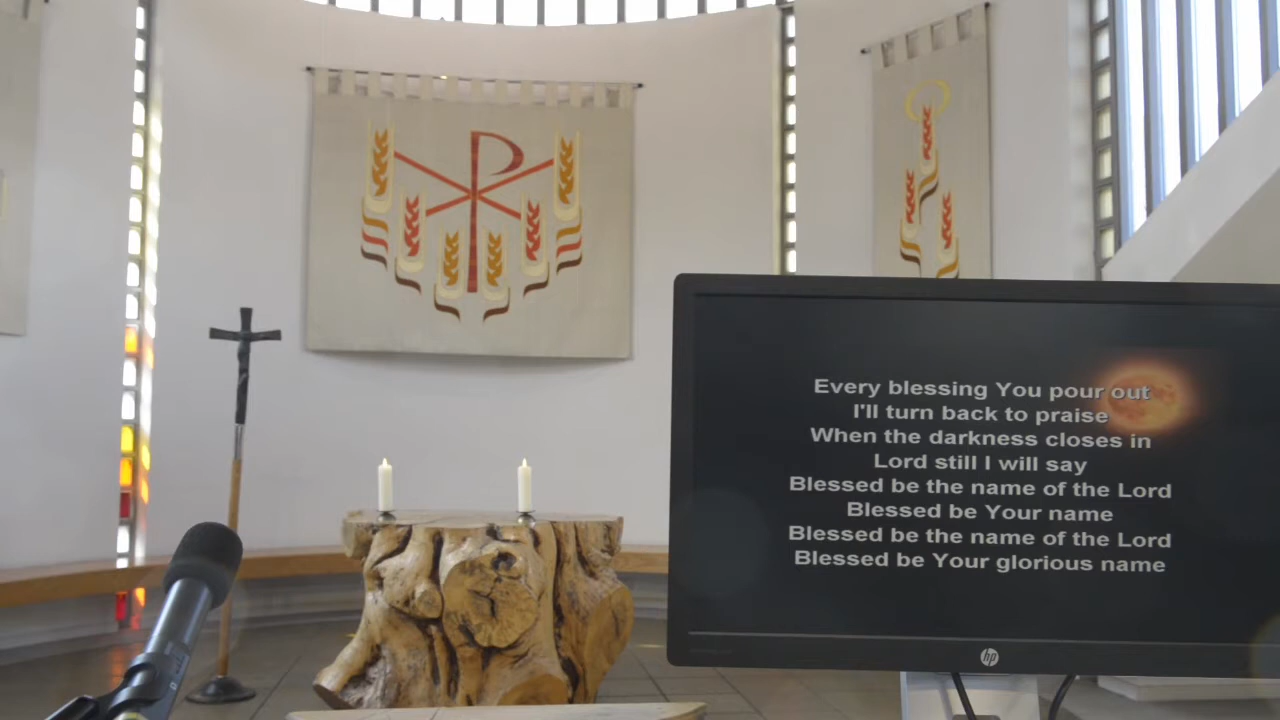 Every blessing You pour out
I'll turn back to praise
When the darkness closes in
Lord still I will say
Blessed be the name of the Lord
Blessed be Your name
Blessed be the name of the Lord
Blessed be Your glorious name
hp